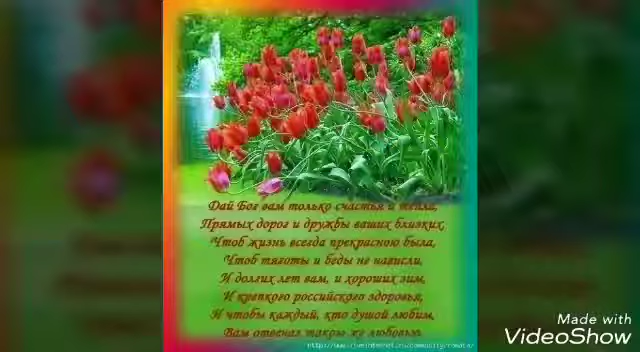 Дай Бог вам только счастья и тепла,
Прямых дорог и дружбы ваших близких,
Чтоб жизнь всегда прекрасною была,
Чтоб тяготы и беды не нависли,
И долгих лет вам, и хороших зим,
И крепкого российского здоровья,
И чтобы каждый, кто душой любим,
Вам отвечал такою же любовью.
Made with
VideoShow